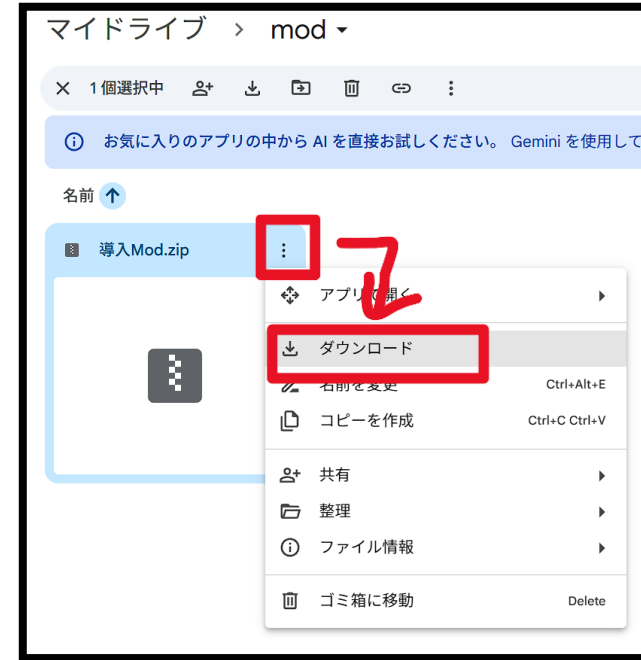 マイドライブ > mod
1 個選択中
お気に入りのアプリの中から AI を直接お試しください。 Gemini を使用して
名前
導入Mod.zip
アプリで開く
ダウンロード
名前を変更 Ctrl+Alt+E
コピーを作成 Ctrl+C Ctrl+V
共有
整理
ファイル情報
ゴミ箱に移動 Delete